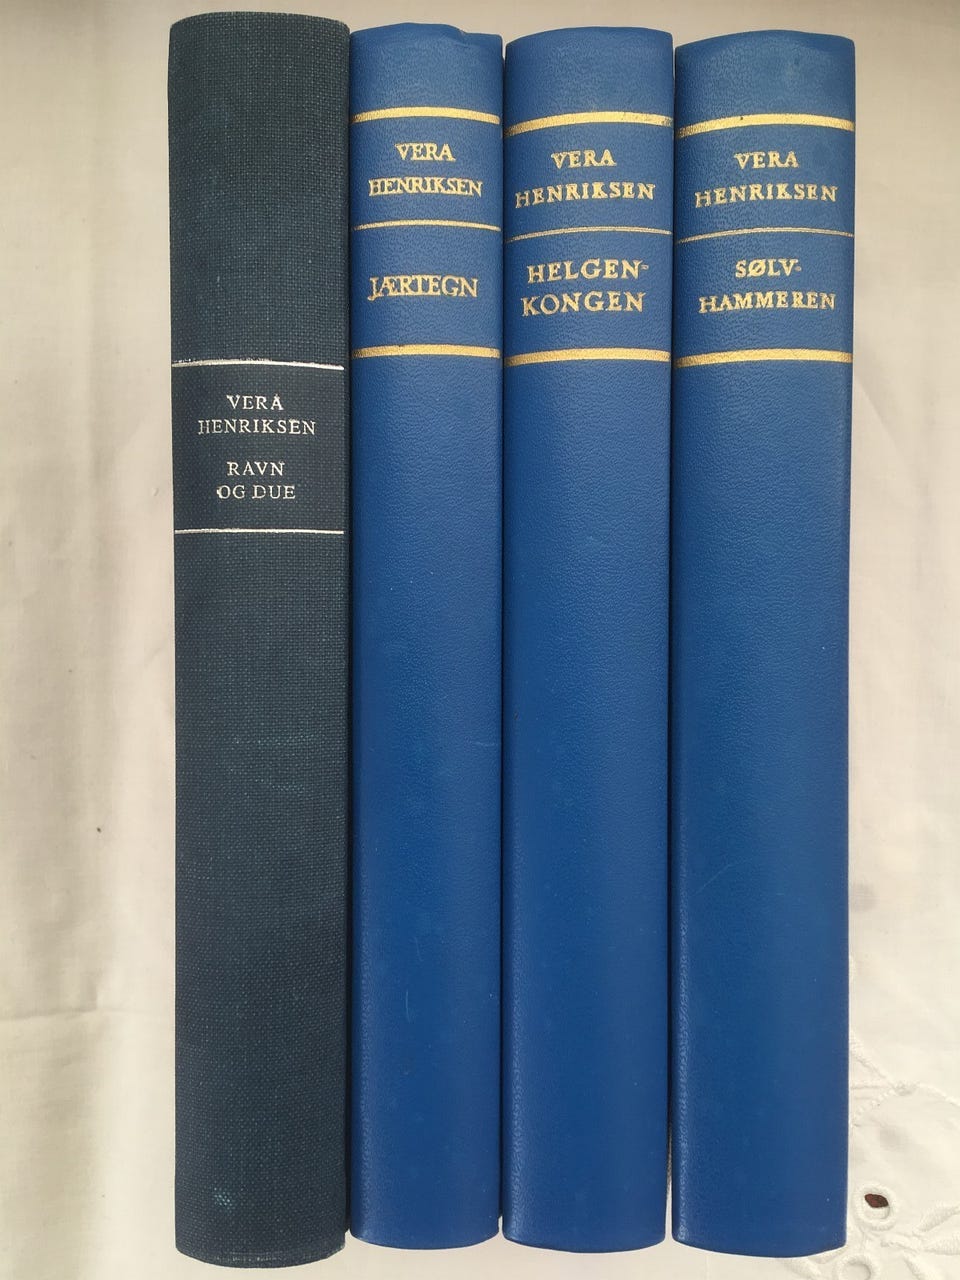 VERA
HENRIKSEN
RAVN
OG DUE
VERA
HENRIKSEN
JÆRTEGN
VERA
HENRIKSEN
HELGEN-
KONGEN
VERA
HENRIKSEN
SØLV-
HAMMEREN